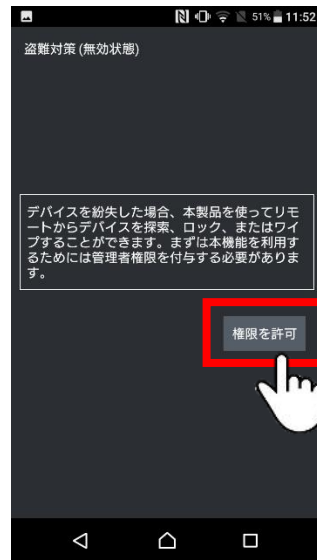 51% 11:52
盗難対策 (無効状態)
デバイスを紛失した場合、本製品を使ってリモ
ートからデバイスを探索、ロック、またはワイ
プすることができます。まずは本機能を利用す
るためには管理者権限を付与する必要がありま
す。
権限を許可